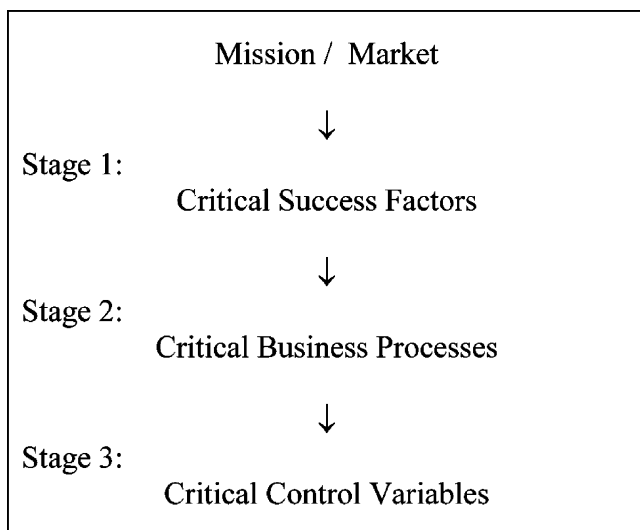 Mission / Market
↓
Stage 1:
Critical Success Factors
↓
Stage 2:
Critical Business Processes
↓
Stage 3:
Critical Control Variables